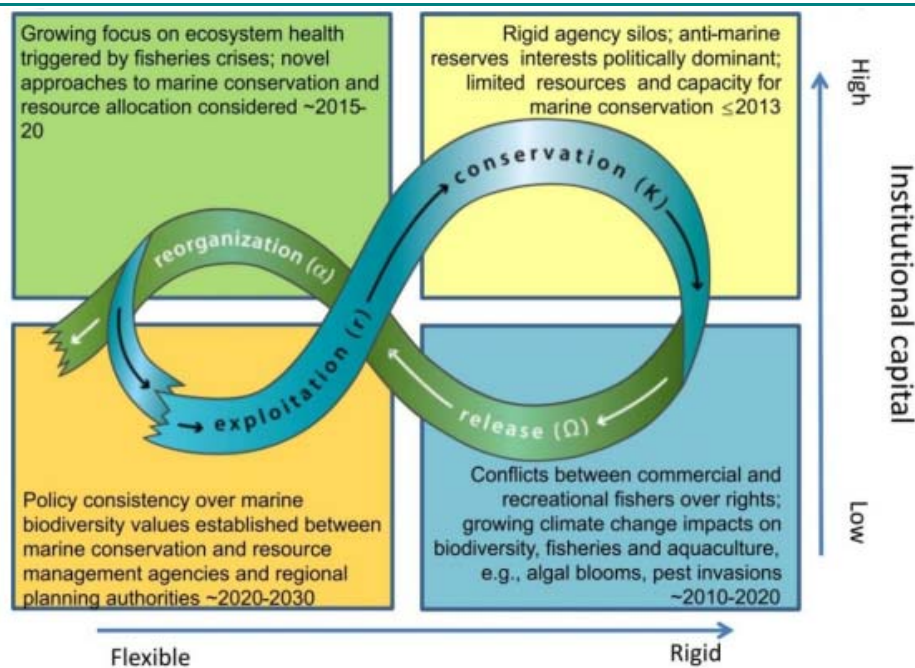 Growing focus on ecosystem health
triggered by fisheries crises; novel
approaches to marine conservation and
resource allocation considered ~2015-
20
Rigid agency silos; anti-marine
reserves interests politically dominant;
limited resources and capacity for
marine conservation ≤2013
High
Institutional capital
Low
conservation (K)
reorganization (α)
exploitation (r)
release (Ω)
Policy consistency over marine
biodiversity values established between
marine conservation and resource
management agencies and regional
planning authorities ~2020-2030
Conflicts between commercial and
recreational fishers over rights;
growing climate change impacts on
biodiversity, fisheries and aquaculture,
e.g., algal blooms, pest invasions
~2010-2020
Flexible
Rigid